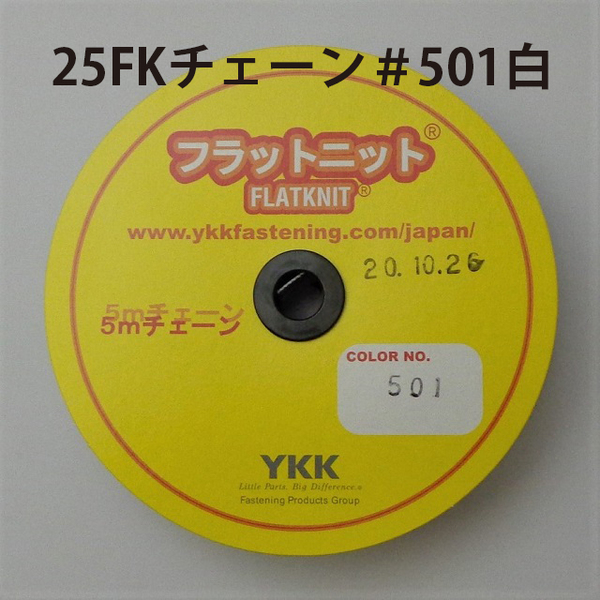 25FKチェーン#501白
フラットニット®
FLATKNIT®
www.ykkfastening.com/japan/
20.10.26
5mチェーン
5mチェーン
COLOR NO.
501
YKK
Little Parts. Big Difference.®
Fastening Products Group